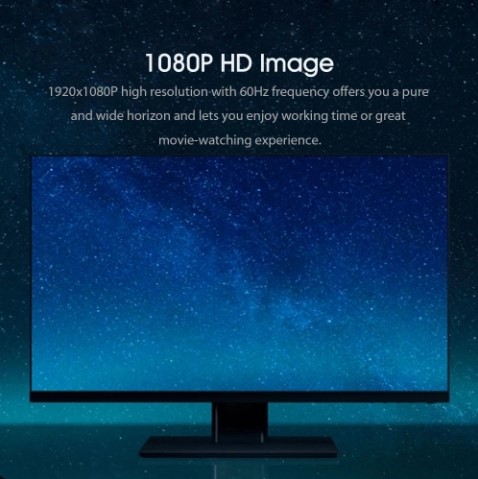 1080P HD Image
1920x1080P high resolution with 60Hz frequency offers you a pure
and wide horizon and lets you enjoy working time or great
movie-watching experience.